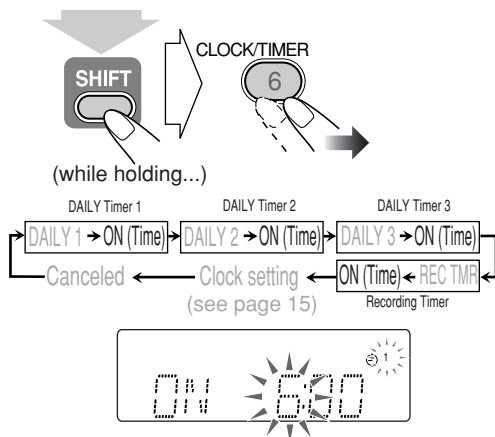 CLOCK/TIMER
SHIFT
6
(while holding...)
DAILY Timer 1 DAILY Timer 2 DAILY Timer 3
DAILY 1 ON (Time) DAILY 2 ON (Time) DAILY 3 ON (Time)
Canceled Clock setting ON (Time) REC TMR
(see page 15) Recording Timer
1
ON 6:00